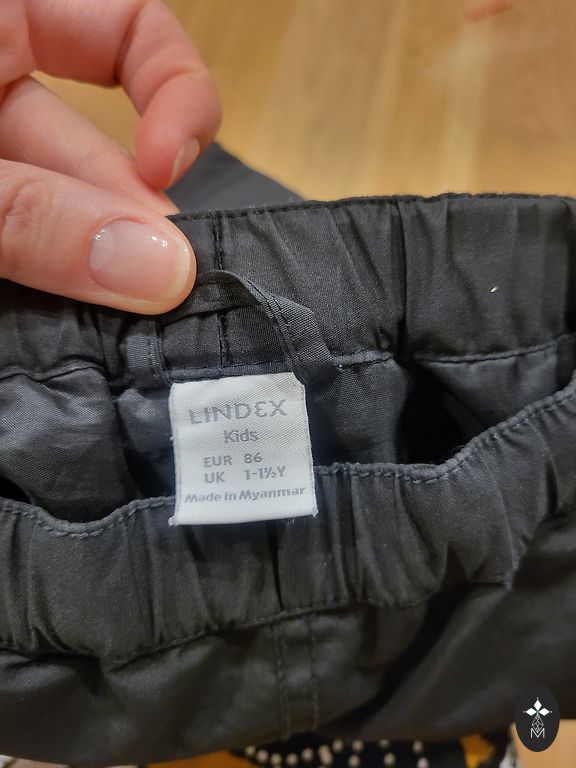 LINDEX
Kids
EUR 86
UK 1-1½Y
Made in Myanmar
M